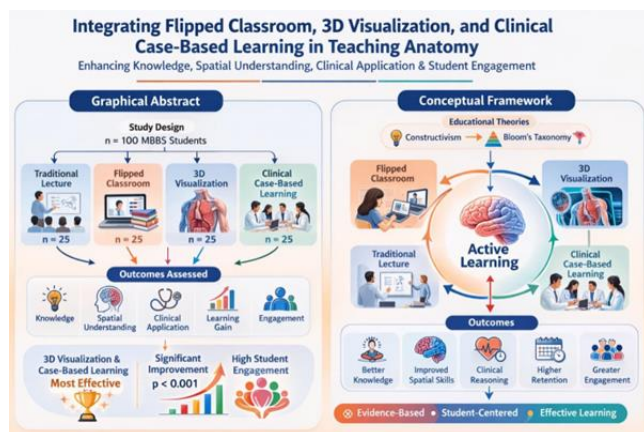 Integrating Flipped Classroom, 3D Visualization, and Clinical
Case-Based Learning in Teaching Anatomy
Enhancing Knowledge, Spatial Understanding, Clinical Application & Student Engagement
Graphical Abstract
Study Design
n = 100 MBBS Students
Traditional
Lecture
n = 25
Flipped
Classroom
n = 25
3D
Visualization
n = 25
Clinical
Case-Based
Learning
n = 25
Outcomes Assessed
Knowledge
Spatial
Understanding
Clinical
Application
Learning
Gain
Engagement
3D Visualization &
Case-Based Learning
Most Effective
Significant
Improvement
p < 0.001
High Student
Engagement
Conceptual Framework
Educational Theories
Constructivism
Bloom's Taxonomy
Flipped
Classroom
3D
Visualization
Active
Learning
Traditional
Lecture
Clinical
Case-Based
Learning
Outcomes
Better
Knowledge
Improved
Spatial Skills
Clinical
Reasoning
Higher
Retention
Greater
Engagement
Evidence-Based • Student-Centered Effective Learning